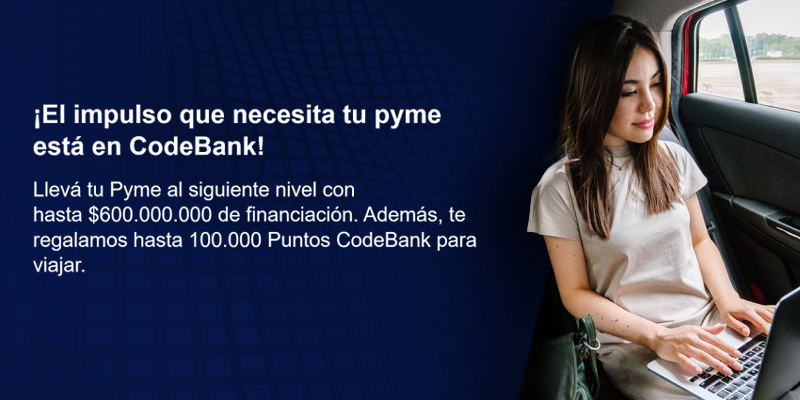 ¡El impulso que necesita tu pyme
está en CodeBank!
Llevá tu Pyme al siguiente nivel con
hasta $600.000.000 de financiación. Además, te
regalamos hasta 100.000 Puntos CodeBank para
viajar.